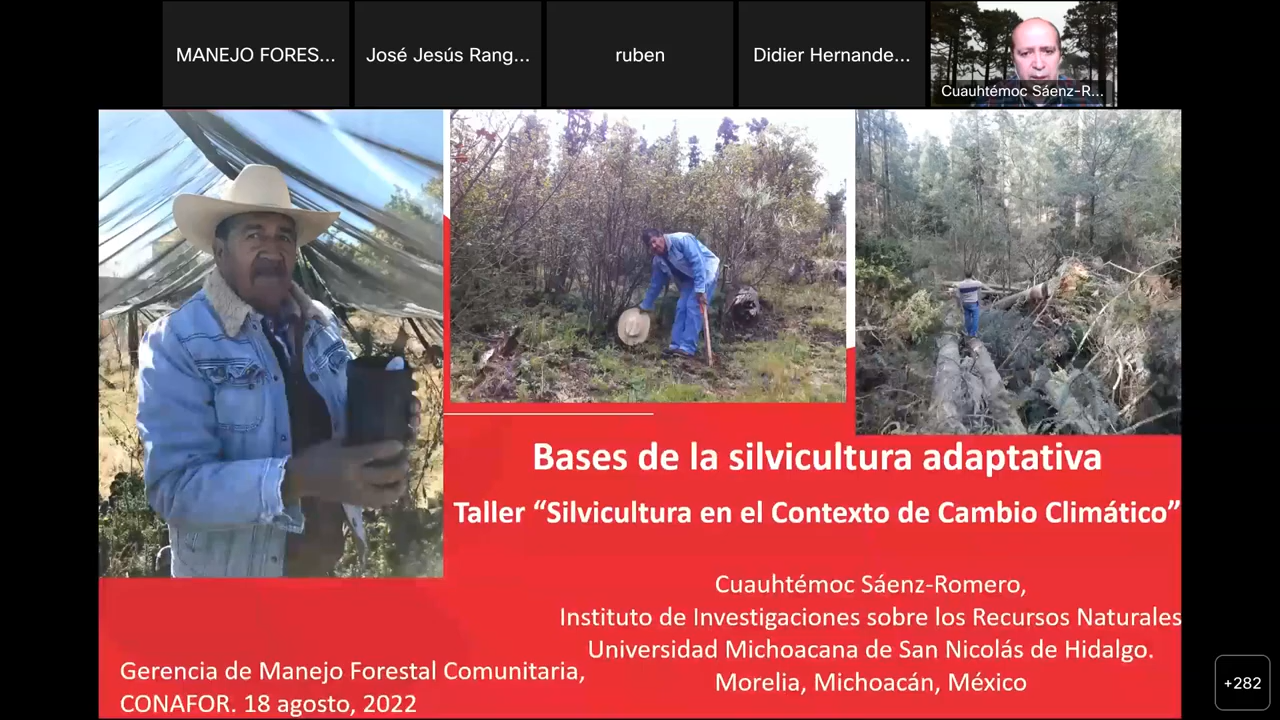 MANEJO FORES...
José Jesús Rang...
ruben
Didier Hernande...
Cuauhtémoc Sáenz-R...
Bases de la silvicultura adaptativa
Taller “Silvicultura en el Contexto de Cambio Climático”
Cuauhtémoc Sáenz-Romero,
Instituto de Investigaciones sobre los Recursos Naturales
Universidad Michoacana de San Nicolás de Hidalgo.
Morelia, Michoacán, México
Gerencia de Manejo Forestal Comunitaria,
CONAFOR. 18 agosto, 2022
+282